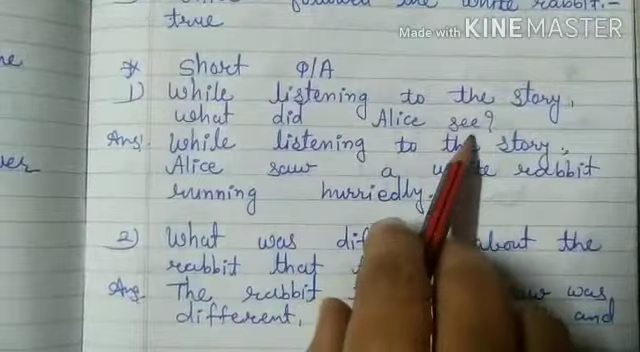 followed the white rabbit.-
Made with KINEMASTER
true
* Short Q/A
1) While listening to the story,
what did Alice see?
Ans: While listening to the story,
Alice saw a white rabbit
running hurriedly.
2) What was about the
rabbit that
Ans. The rabbit was
different, and